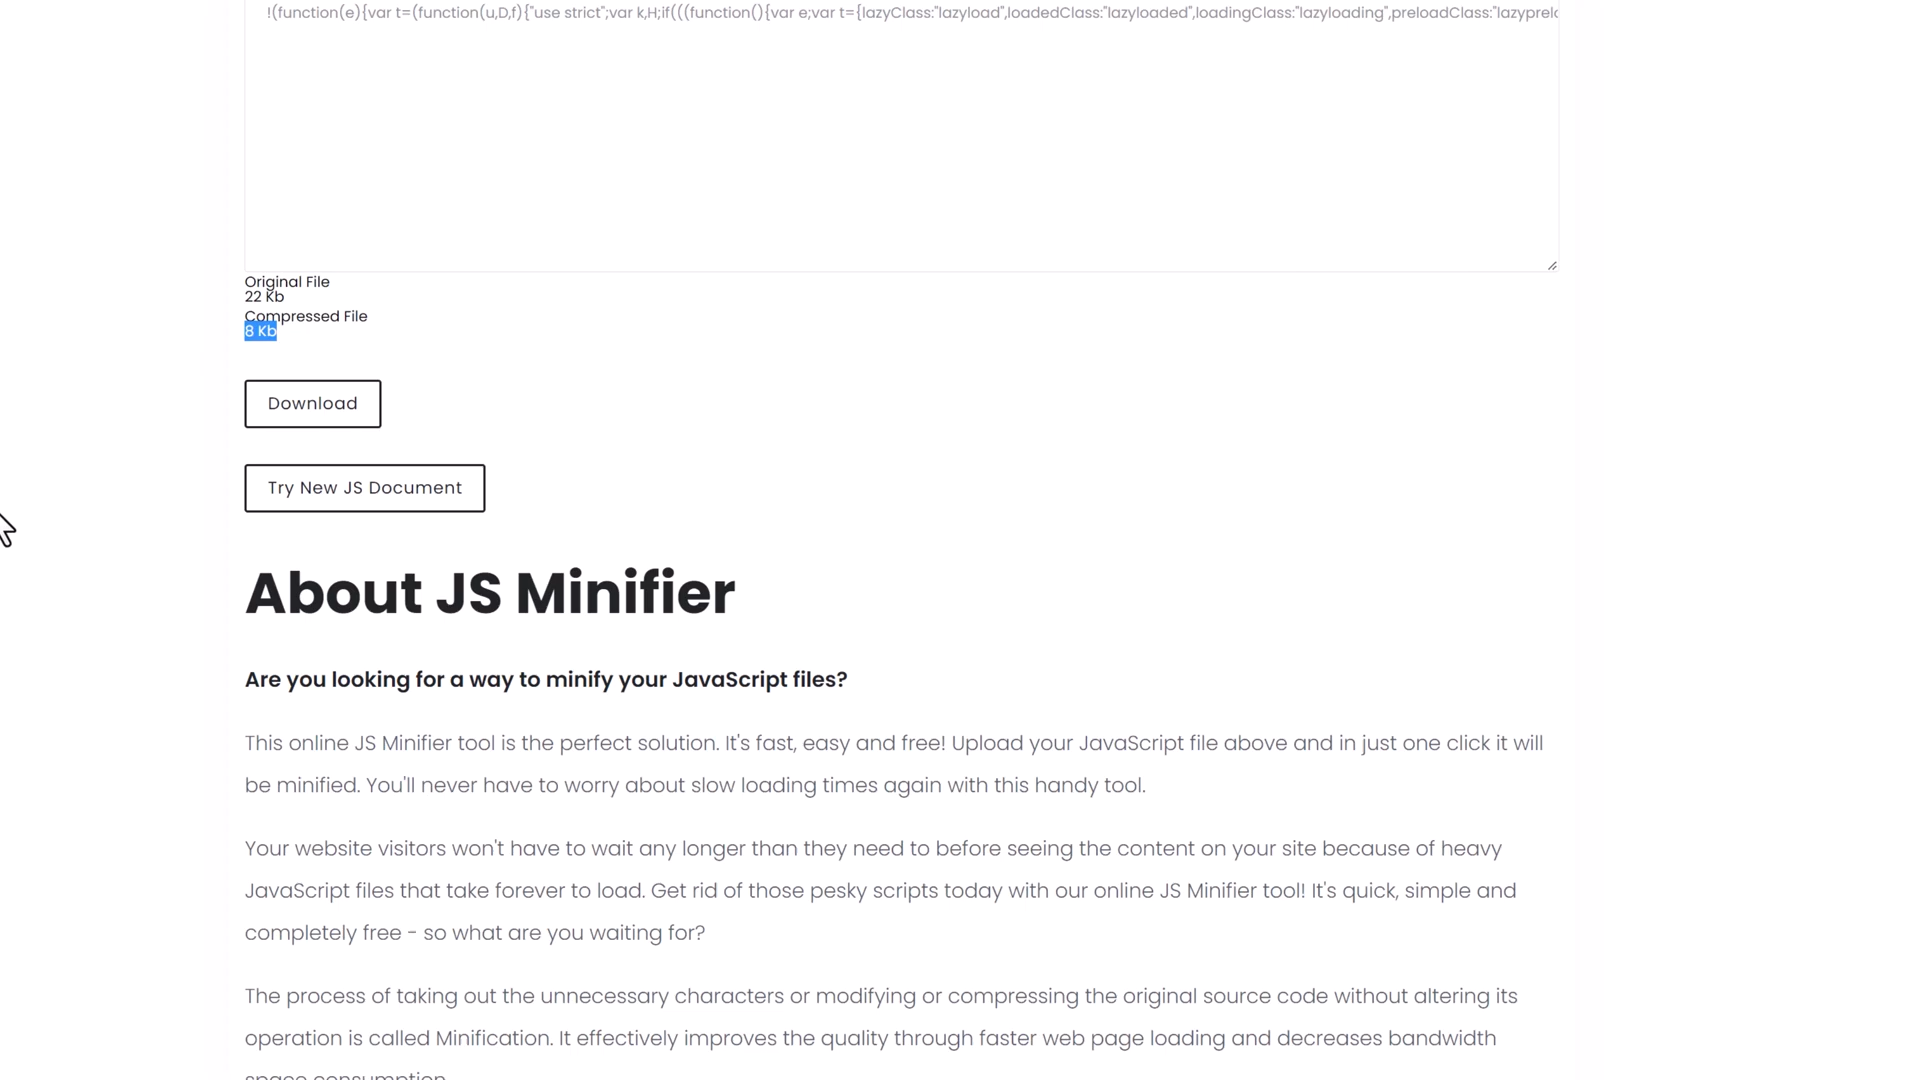 !(function(e){var t=(function(u,D,f){"use strict";var k,H;if(((function(){var e;var t={lazyClass:"lazyload",loadedClass:"lazyloaded",loadingClass:"lazyloading",preloadClass:"lazyprelo
Original File
22 Kb
Compressed File
8 Kb
Download
Try New JS Document
About JS Minifier
Are you looking for a way to minify your JavaScript files?
This online JS Minifier tool is the perfect solution. It's fast, easy and free! Upload your JavaScript file above and in just one click it will
be minified. You'll never have to worry about slow loading times again with this handy tool.
Your website visitors won't have to wait any longer than they need to before seeing the content on your site because of heavy
JavaScript files that take forever to load. Get rid of those pesky scripts today with our online JS Minifier tool! It's quick, simple and
completely free - so what are you waiting for?
The process of taking out the unnecessary characters or modifying or compressing the original source code without altering its
operation is called Minification. It effectively improves the quality through faster web page loading and decreases bandwidth
space consumption.